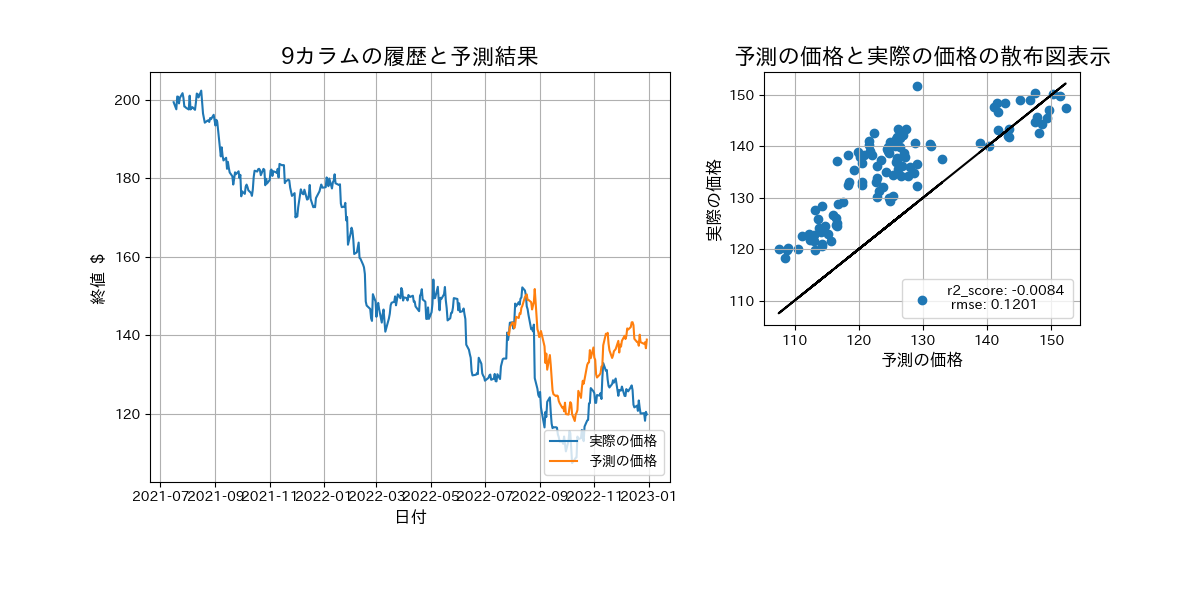 9カラムの履歴と予測結果
終値 $
200
180
160
140
120
2021-07
2021-09
2021-11
2022-01
2022-03
2022-05
2022-07
2022-09
2022-11
2023-01
日付
実際の価格
予測の価格
予測の価格と実際の価格の散布図表示
実際の価格
150
140
130
120
110
110
120
130
140
150
予測の価格
r2_score: -0.0084
rmse: 0.1201